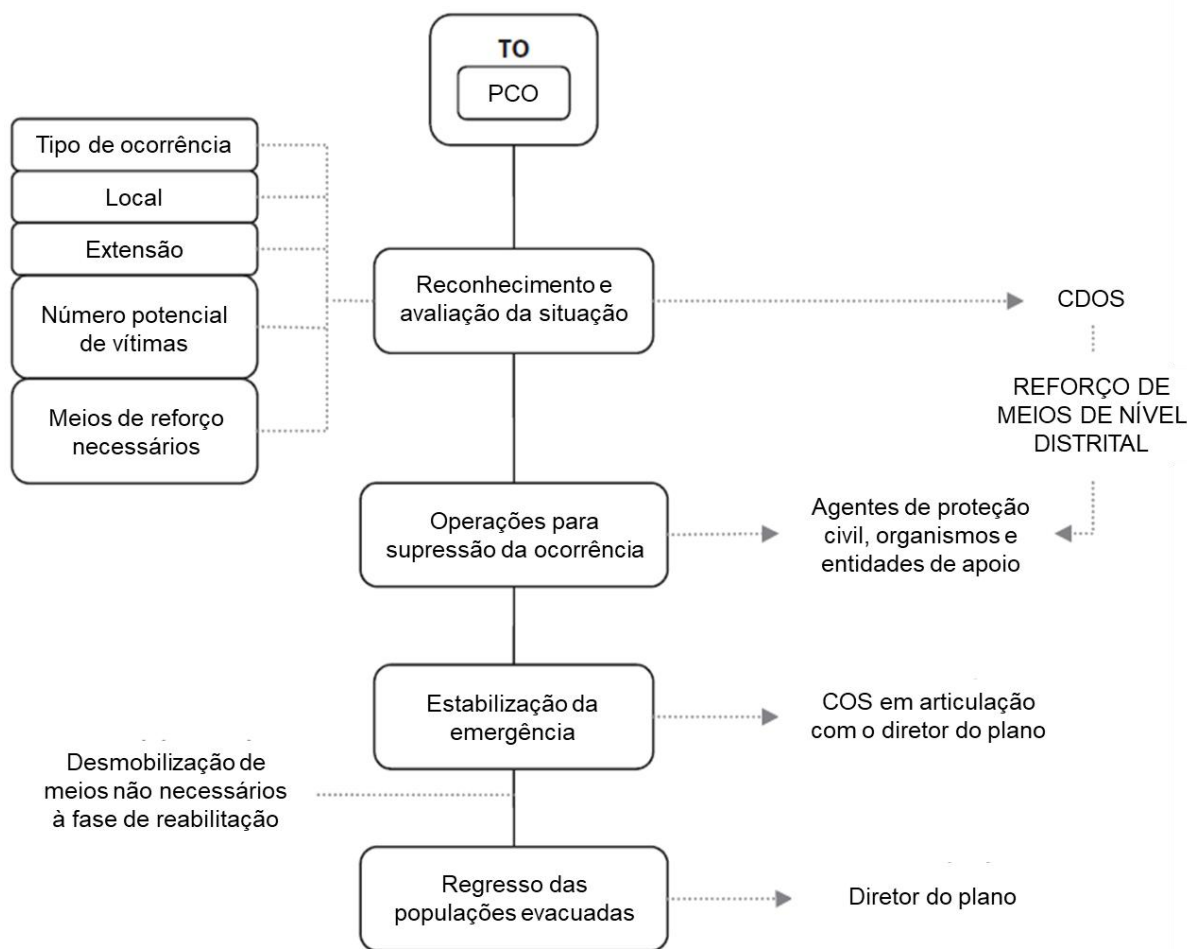 TO
PCO
Tipo de ocorrência
Local
Extensão
Número potencial
de vítimas
Meios de reforço
necessários
Reconhecimento e
avaliação da situação
CDOS
REFORÇO DE
MEIOS DE NÍVEL
DISTRITAL
Operações para
supressão da ocorrência
Agentes de proteção
civil, organismos e
entidades de apoio
Estabilização da
emergência
COS em articulação
com o diretor do plano
Desmobilização de
meios não necessários
à fase de reabilitação
Regresso das
populações evacuadas
Diretor do plano